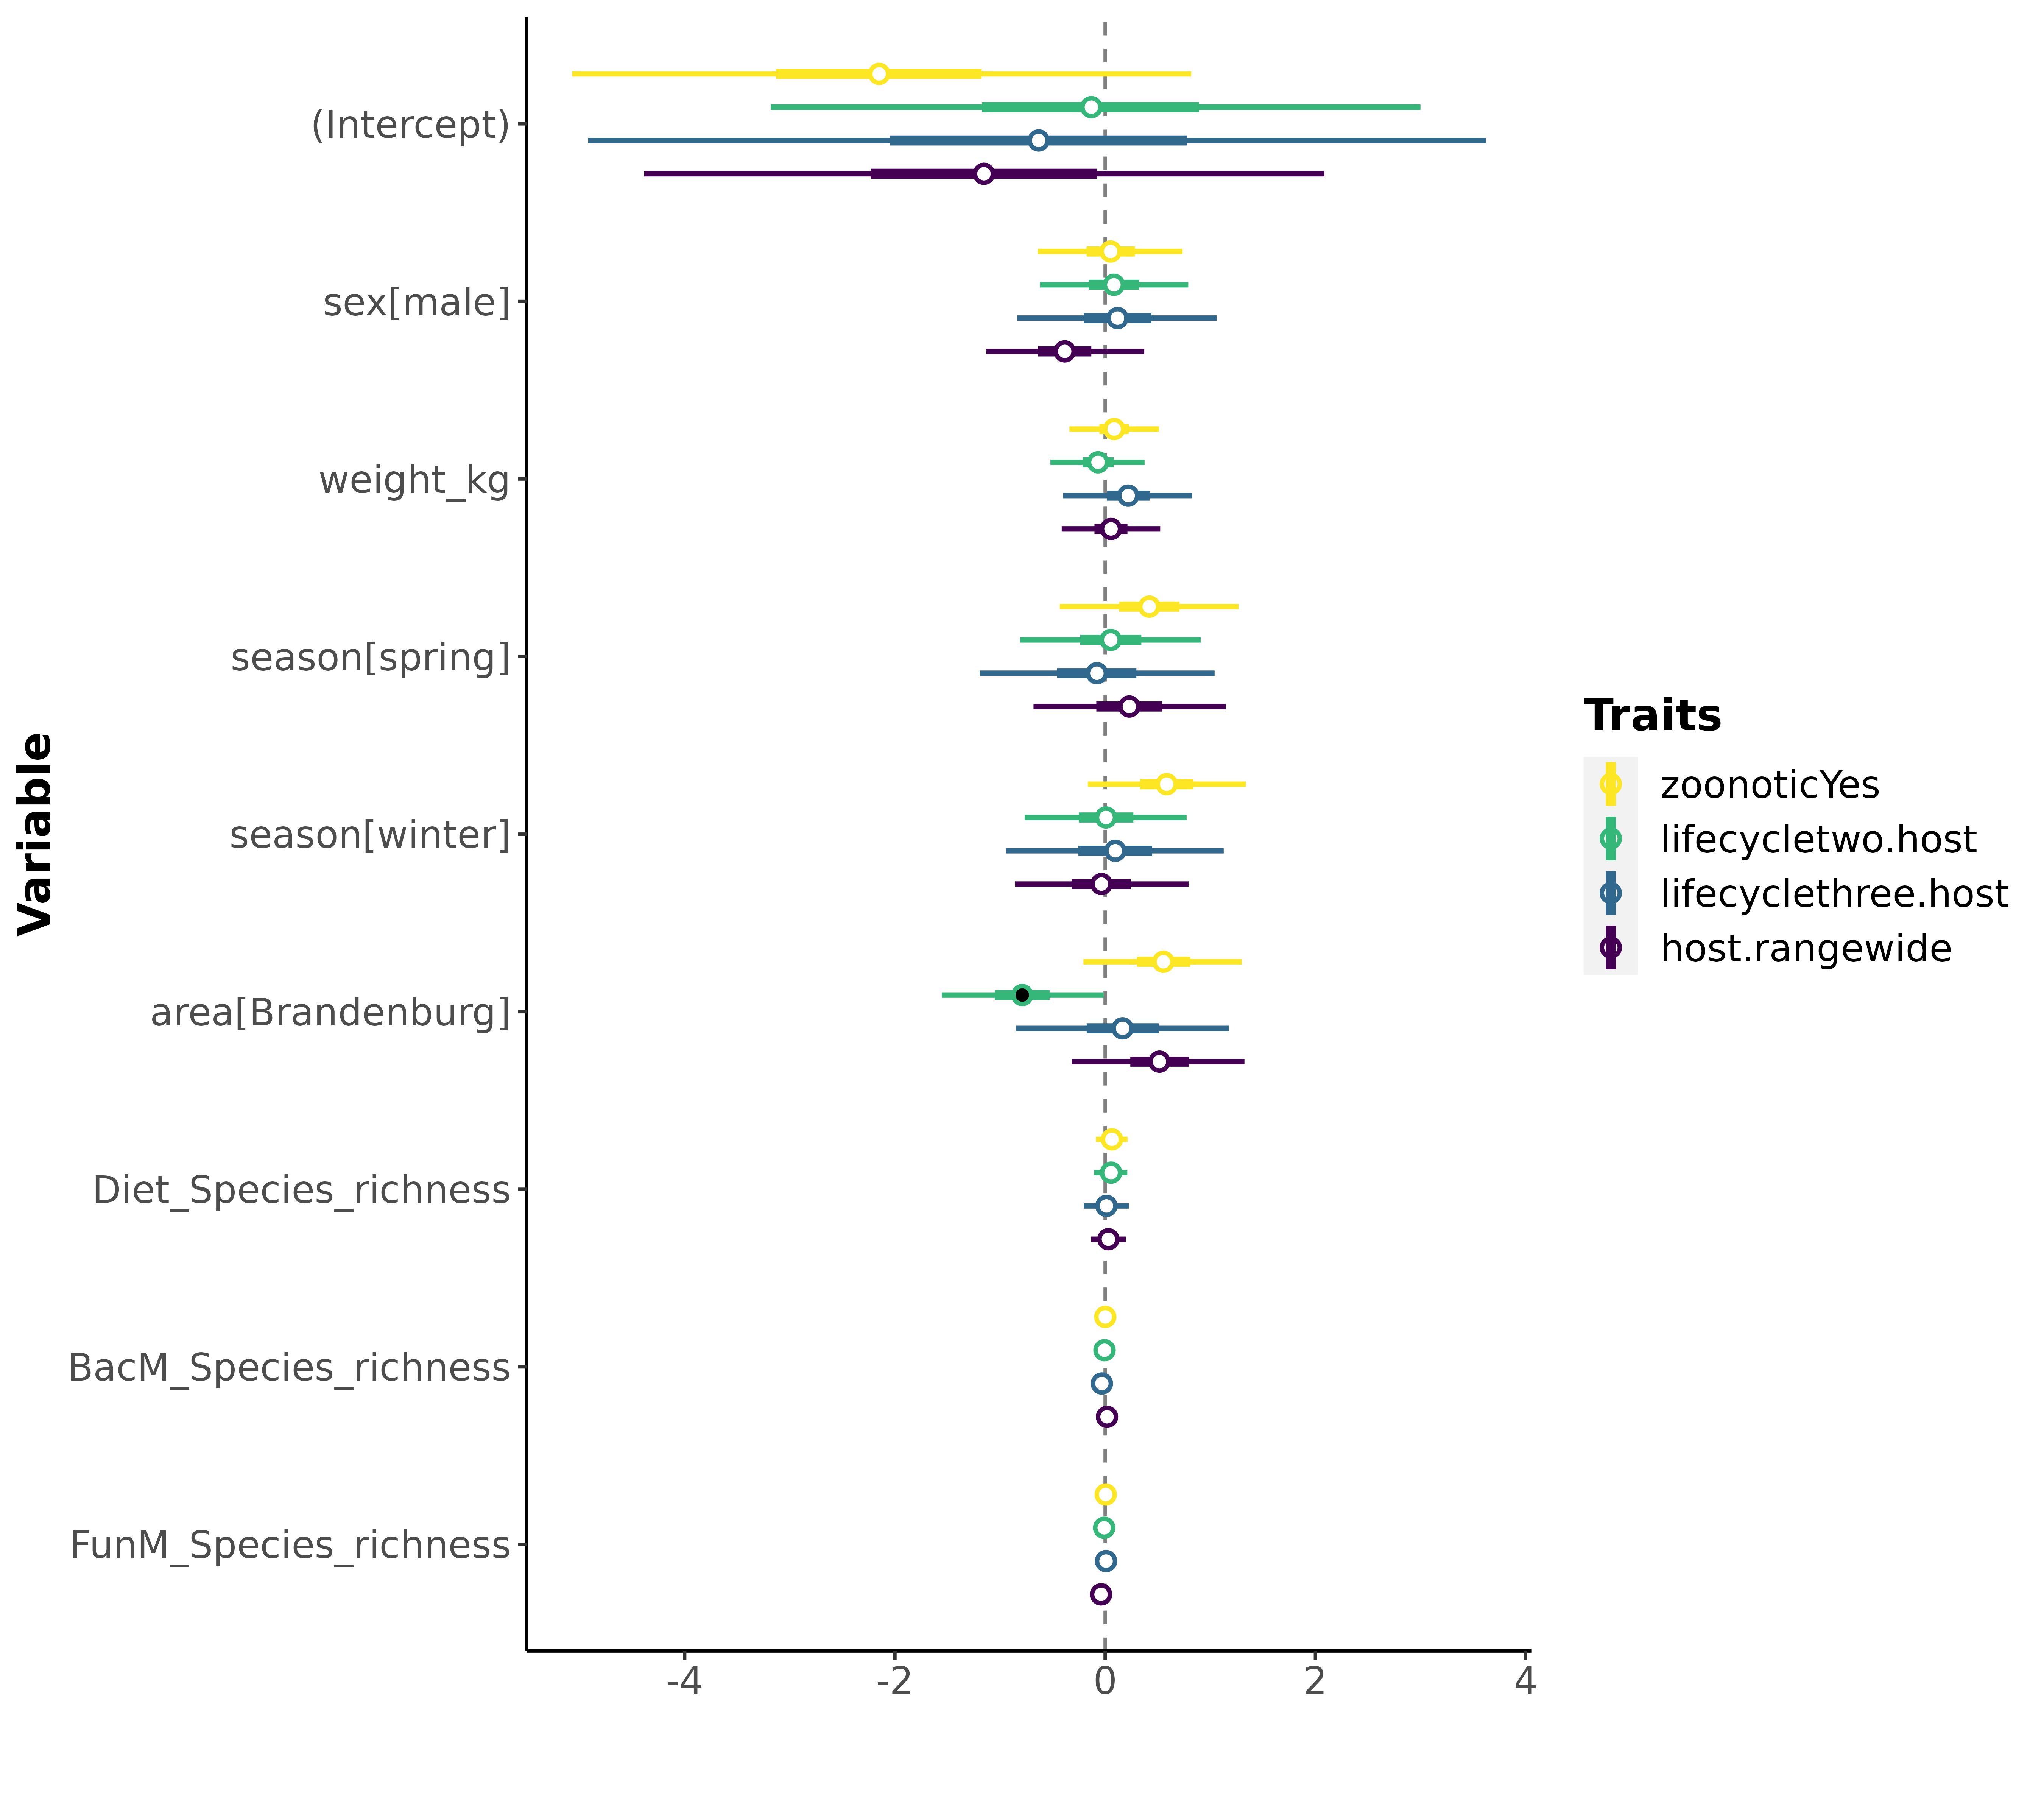 Variable
(Intercept)
sex[male]
weight_kg
season[spring]
season[winter]
area[Brandenburg]
Diet_Species_richness
BacM_Species_richness
FunM_Species_richness
-4 -2 0 2 4
Traits
zoonoticYes
lifecycletwo.host
lifecyclethree.host
host.rangewide